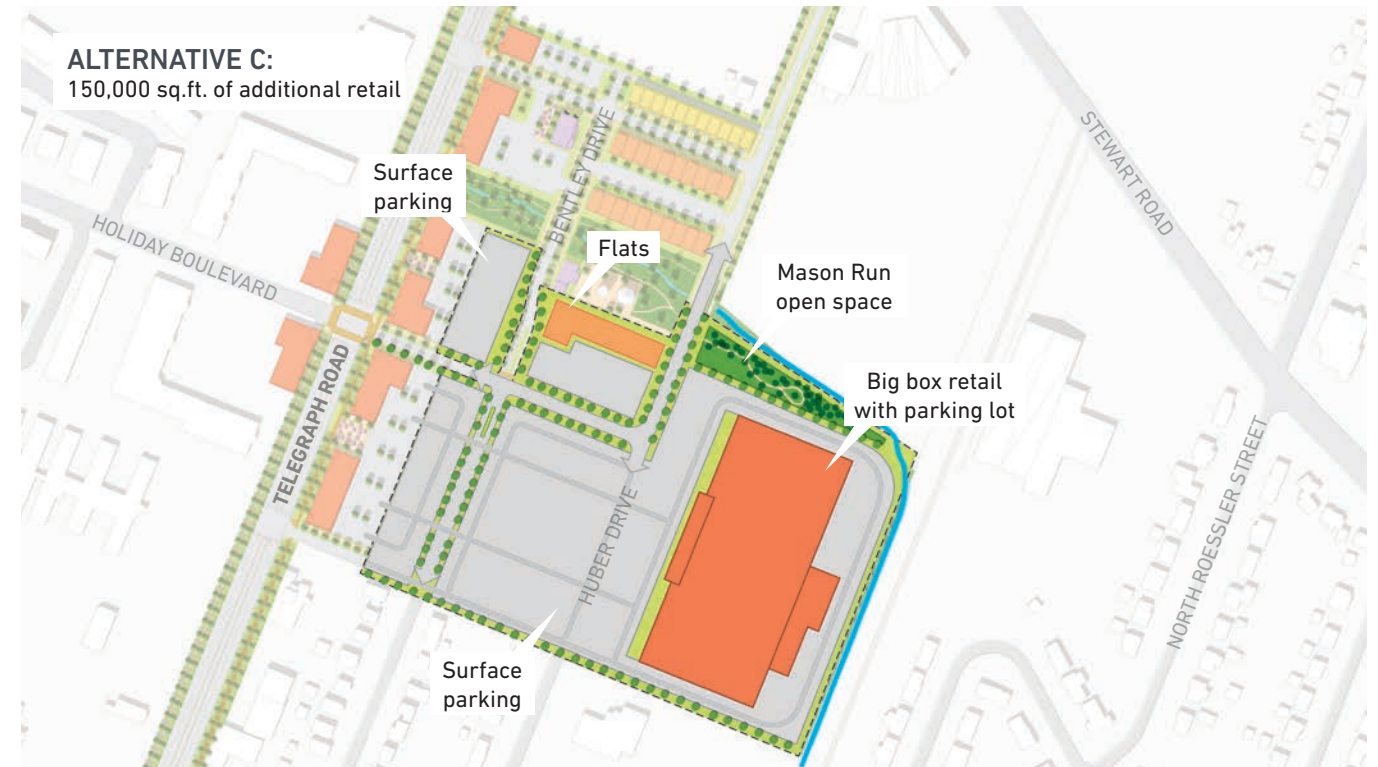 ALTERNATIVE C:
150,000 sq.ft. of additional retail
STEWART ROAD
BENTLEY DRIVE
Surface
parking
HOLIDAY BOULEVARD
Flats
Mason Run
open space
Big box retail
with parking lot
TELEGRAPH ROAD
HUBER DRIVE
NORTH ROESSLER STREET
Surface
parking